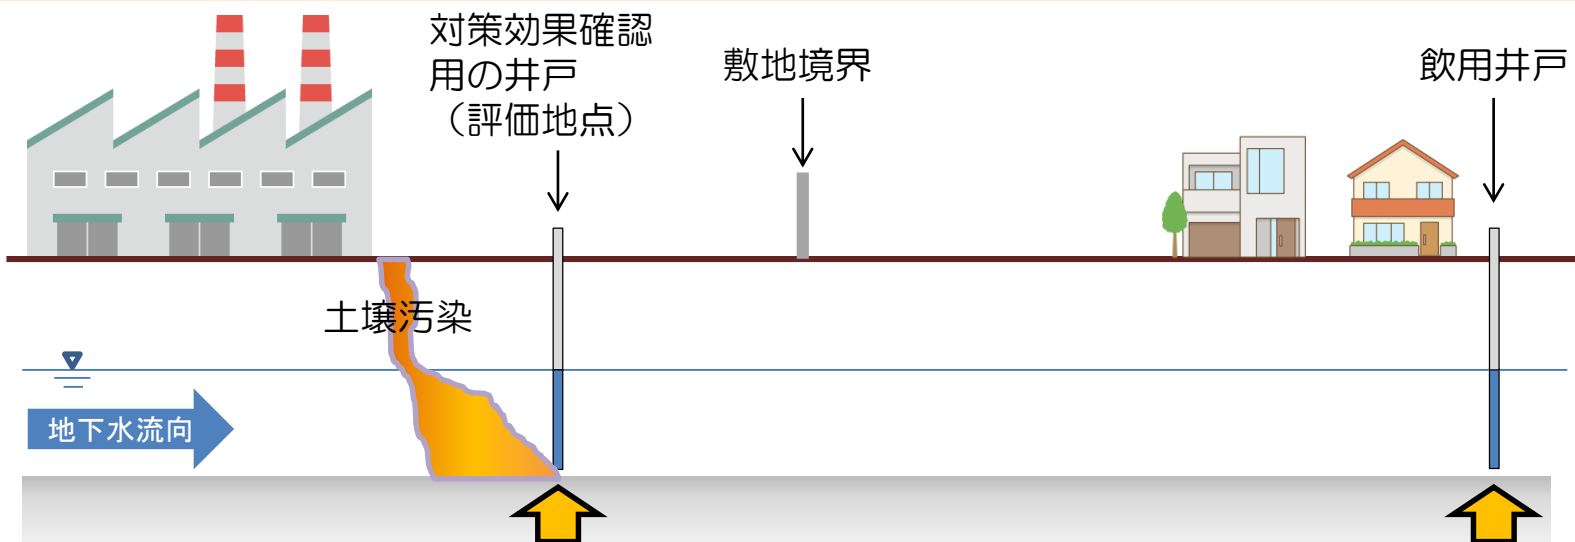 対策効果確認
用の井戸
（評価地点）
敷地境界
飲用井戸
土壌汚染
地下水流向